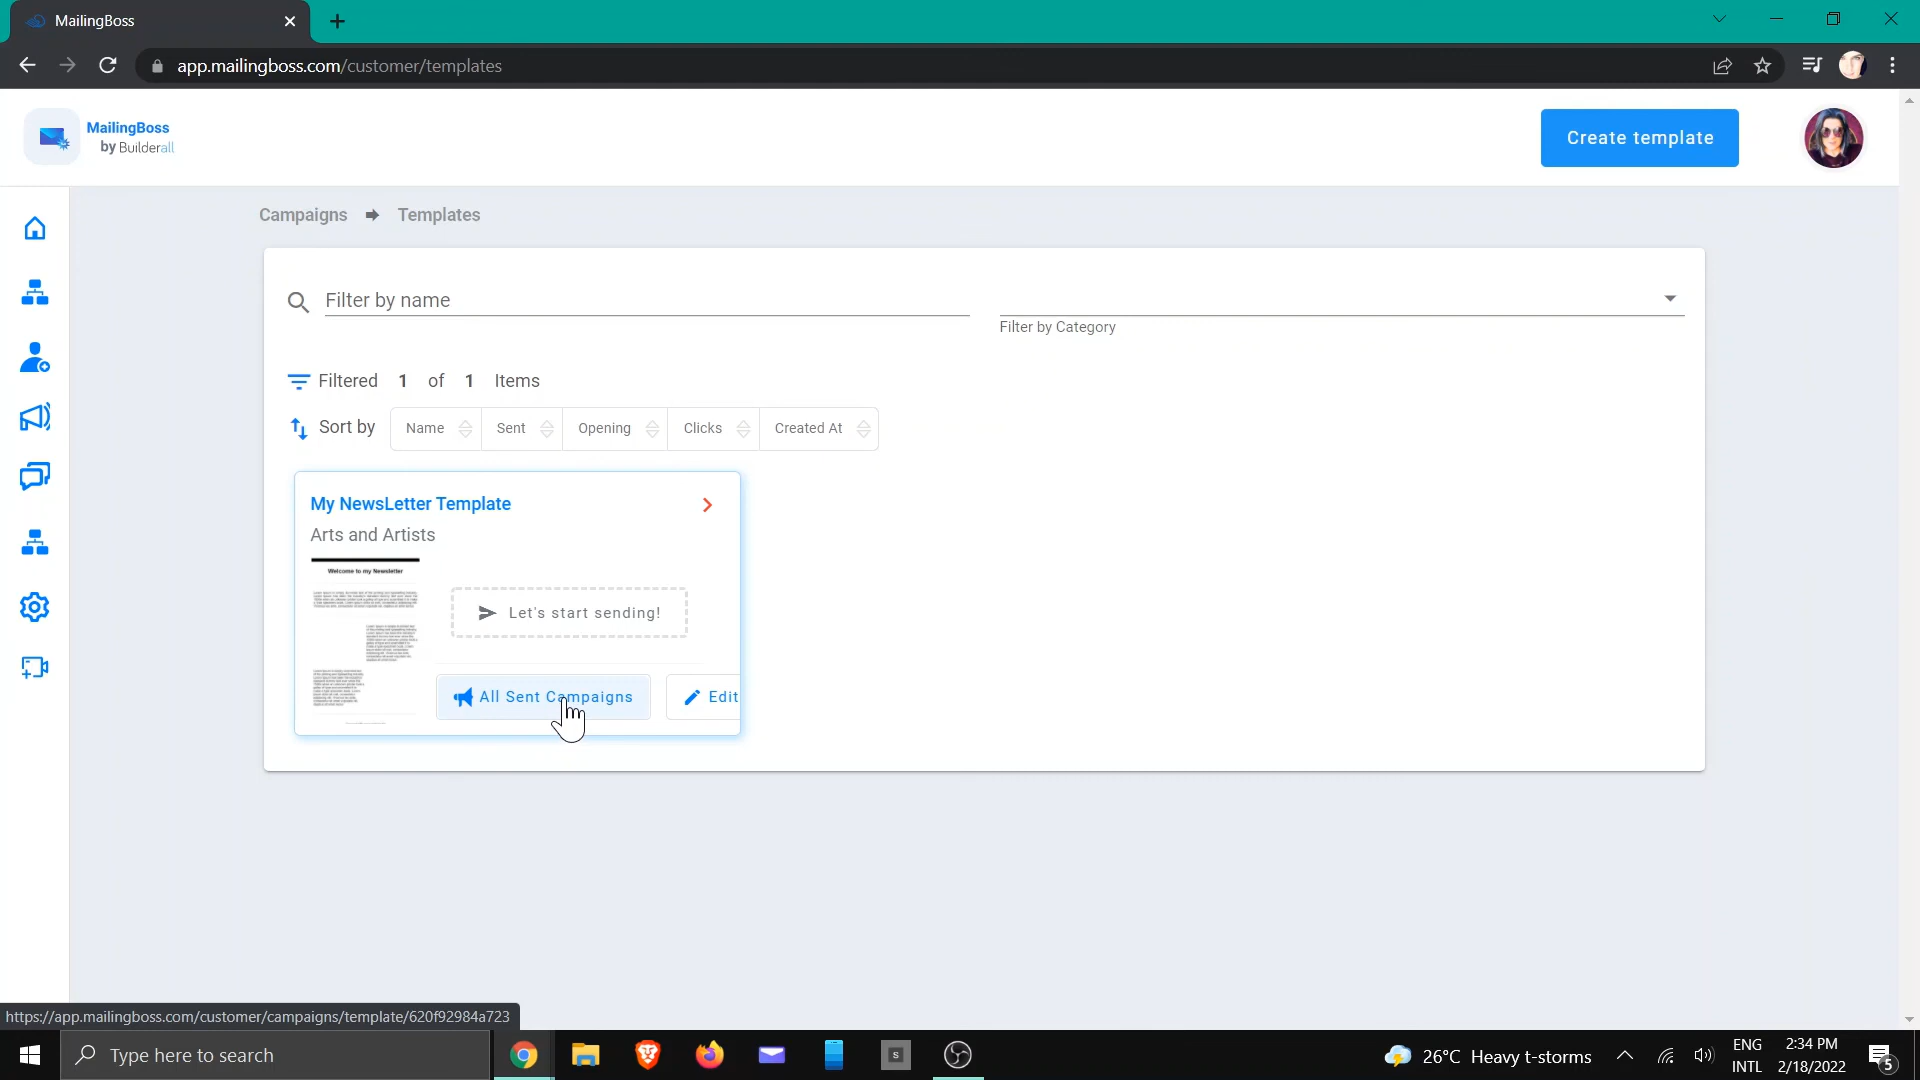 MailingBoss
app.mailingboss.com/customer/templates
MailingBoss
by Builderall
Create template
Campaigns Templates
Filter by name
Filter by Category
Filtered 1 of 1 Items
Sort by Name Sent Opening Clicks Created At
My NewsLetter Template
Arts and Artists
Welcome to my Newsletter
Let's start sending!
All Sent Campaigns Edit
https://app.mailingboss.com/customer/campaigns/template/620f92984a723
Type here to search
S
26°C Heavy t-storms
ENG
INTL
2:34 PM
2/18/2022
5